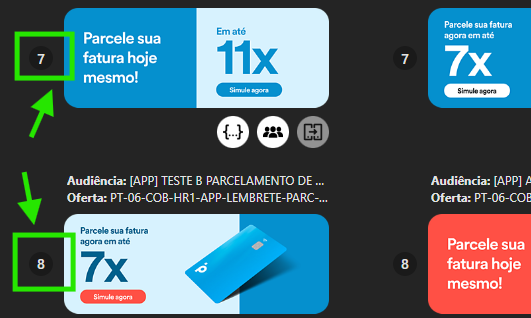 7
Parcele sua
fatura hoje
mesmo!
Em até
11x
Simule agora
7
Parcele sua fatura
agora em até
7x
Simule agora
{...}
Audiência: [APP] TESTE B PARCELAMENTO DE ...
Oferta: PT-06-COB-HR1-APP-LEMBRETE-PARC-...
Audiência: [APP] A
Oferta: PT-06-COB
8
Parcele sua fatura
agora em até
7x
Simule agora
8
Parcele sua
fatura hoje
mesmo!